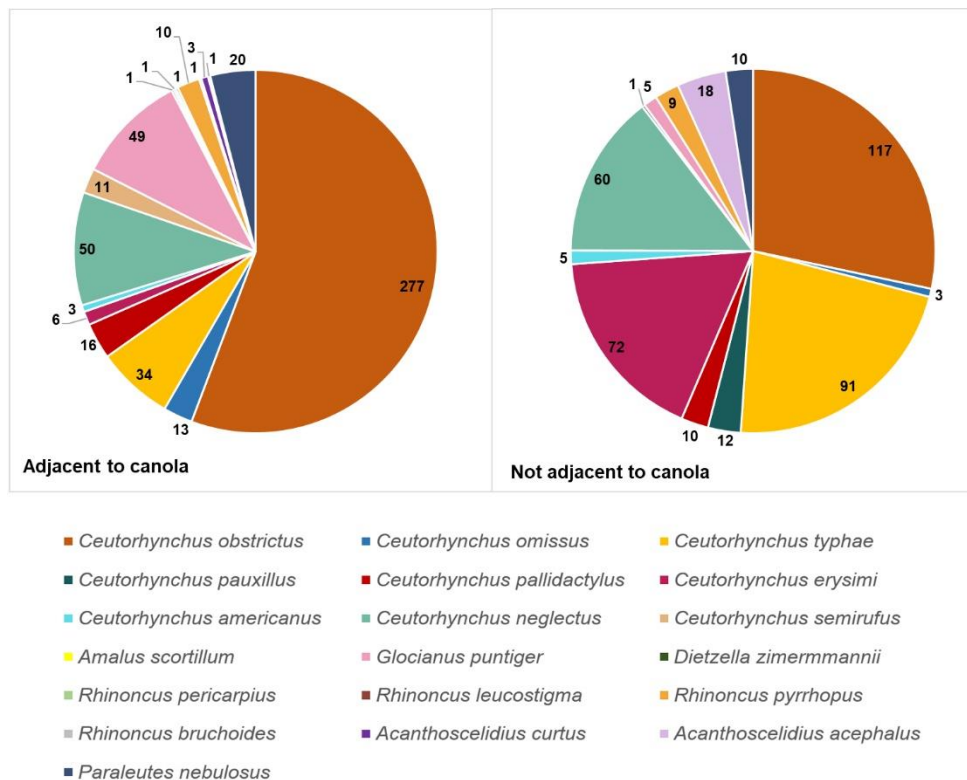 10
3
1
1
1
1
1
20
49
11
50
3
6
16
34
13
277
Adjacent to canola
1
5
9
18
10
117
60
5
3
72
91
10
12
Not adjacent to canola
Ceutorhynchus obstrictus
Ceutorhynchus omissus
Ceutorhynchus typhae
Ceutorhynchus pauxillus
Ceutorhynchus pallidactylus
Ceutorhynchus erysimi
Ceutorhynchus americanus
Ceutorhynchus neglectus
Ceutorhynchus semirufus
Amalus scortillum
Glocianus puntiger
Dietzella zimermmannii
Rhinoncus pericarpius
Rhinoncus leucostigma
Rhinoncus pyrrhopus
Rhinoncus bruchoides
Acanthoscelidius curtus
Acanthoscelidius acephalus
Paraleutes nebulosus